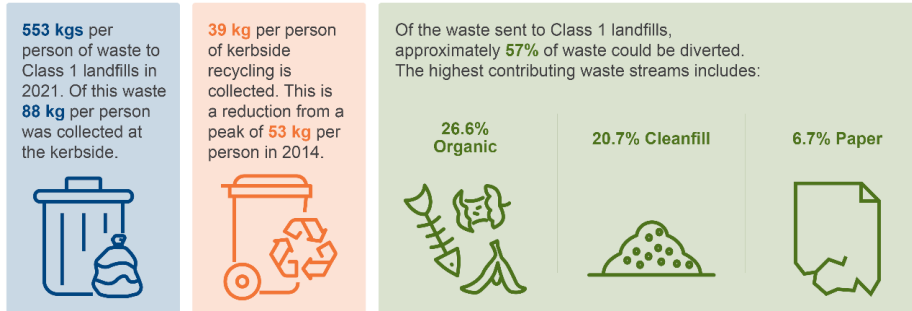 553 kgs per
person of waste to
Class 1 landfills in
2021. Of this waste
88 kg per person
was collected at
the kerbside.
39 kg per person
of kerbside
recycling is
collected. This is
a reduction from a
peak of 53 kg per
person in 2014.
Of the waste sent to Class 1 landfills,
approximately 57% of waste could be diverted.
The highest contributing waste streams includes:
26.6%
Organic
20.7% Cleanfill
6.7% Paper